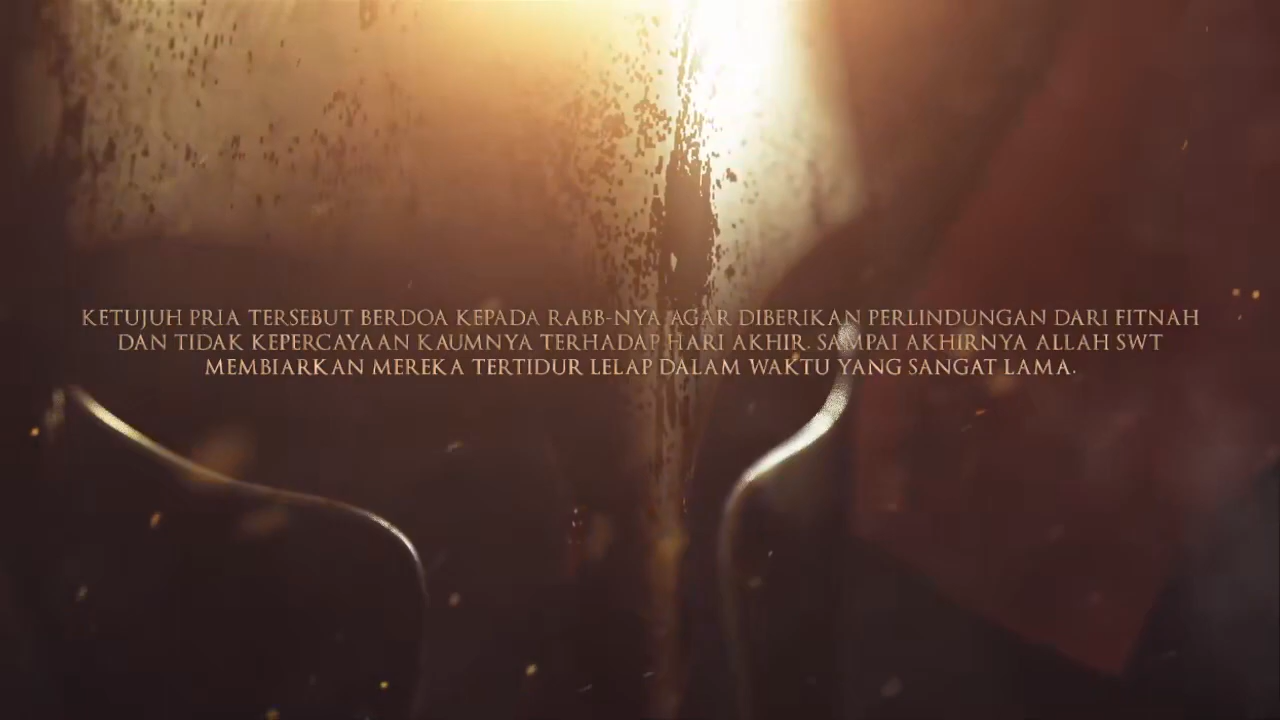 KETUJUH PRIA TERSEBUT BERDOA KEPADA RABB-NYA AGAR DIBERIKAN PERLINDUNGAN DARI FITNAH
DAN TIDAK KEPERCAYAAN KAUMNYA TERHADAP HARI AKHIR. SAMPAI AKHIRNYA ALLAH SWT
MEMBIARKAN MEREKA TERTIDUR LELAP DALAM WAKTU YANG SANGAT LAMA.